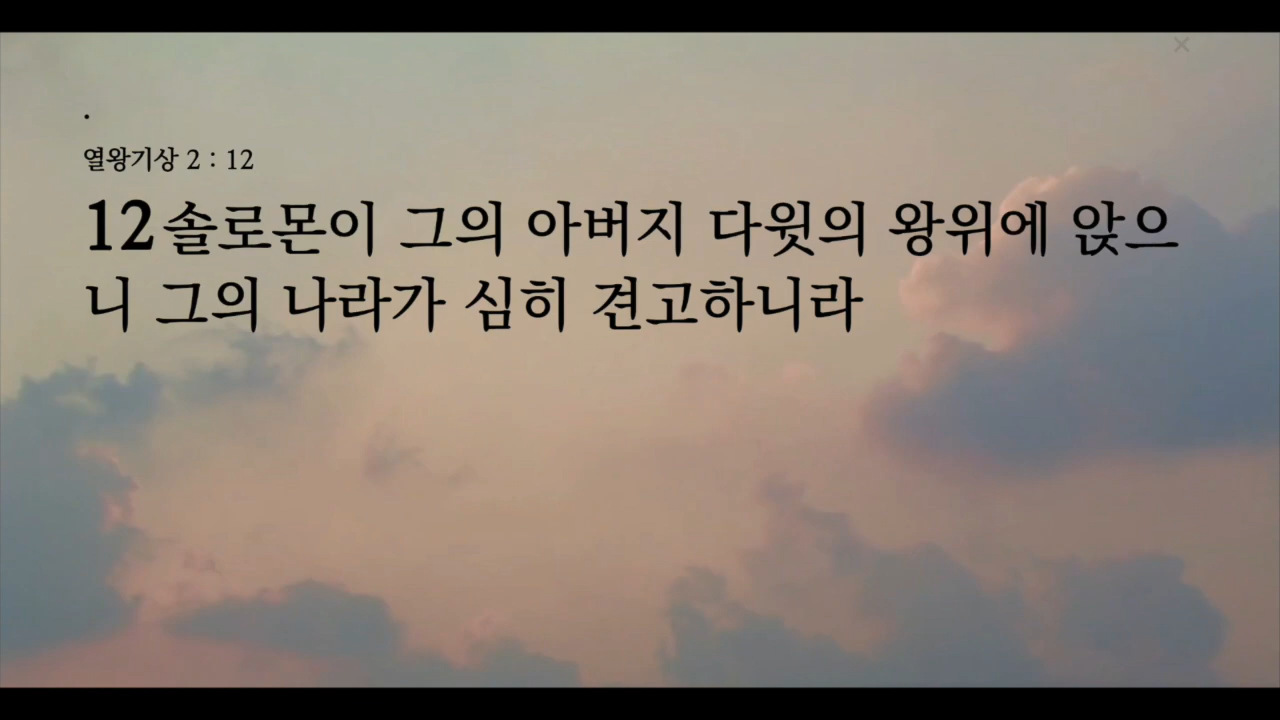 .
열왕기상 2 : 12
12 솔로몬이 그의 아버지 다윗의 왕위에 앉으
니 그의 나라가 심히 견고하니라